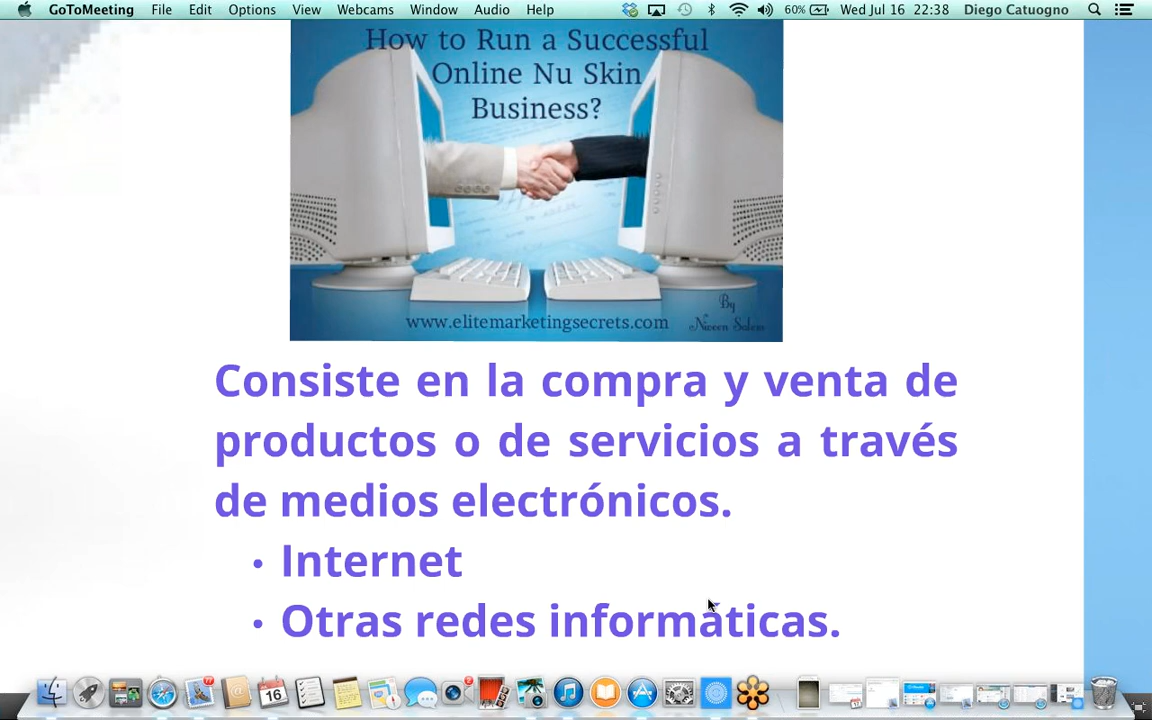 GoToMeeting File Edit Options View Webcams Window Audio Help 60% Wed Jul 16 22:38 Diego Catuogno
How to Run a Successful
Online Nu Skin
Business?
By
www.elitemarketingsecrets.com
Consiste en la compra y venta de
productos o de servicios a través
de medios electrónicos.
• Internet
• Otras redes informáticas.
16